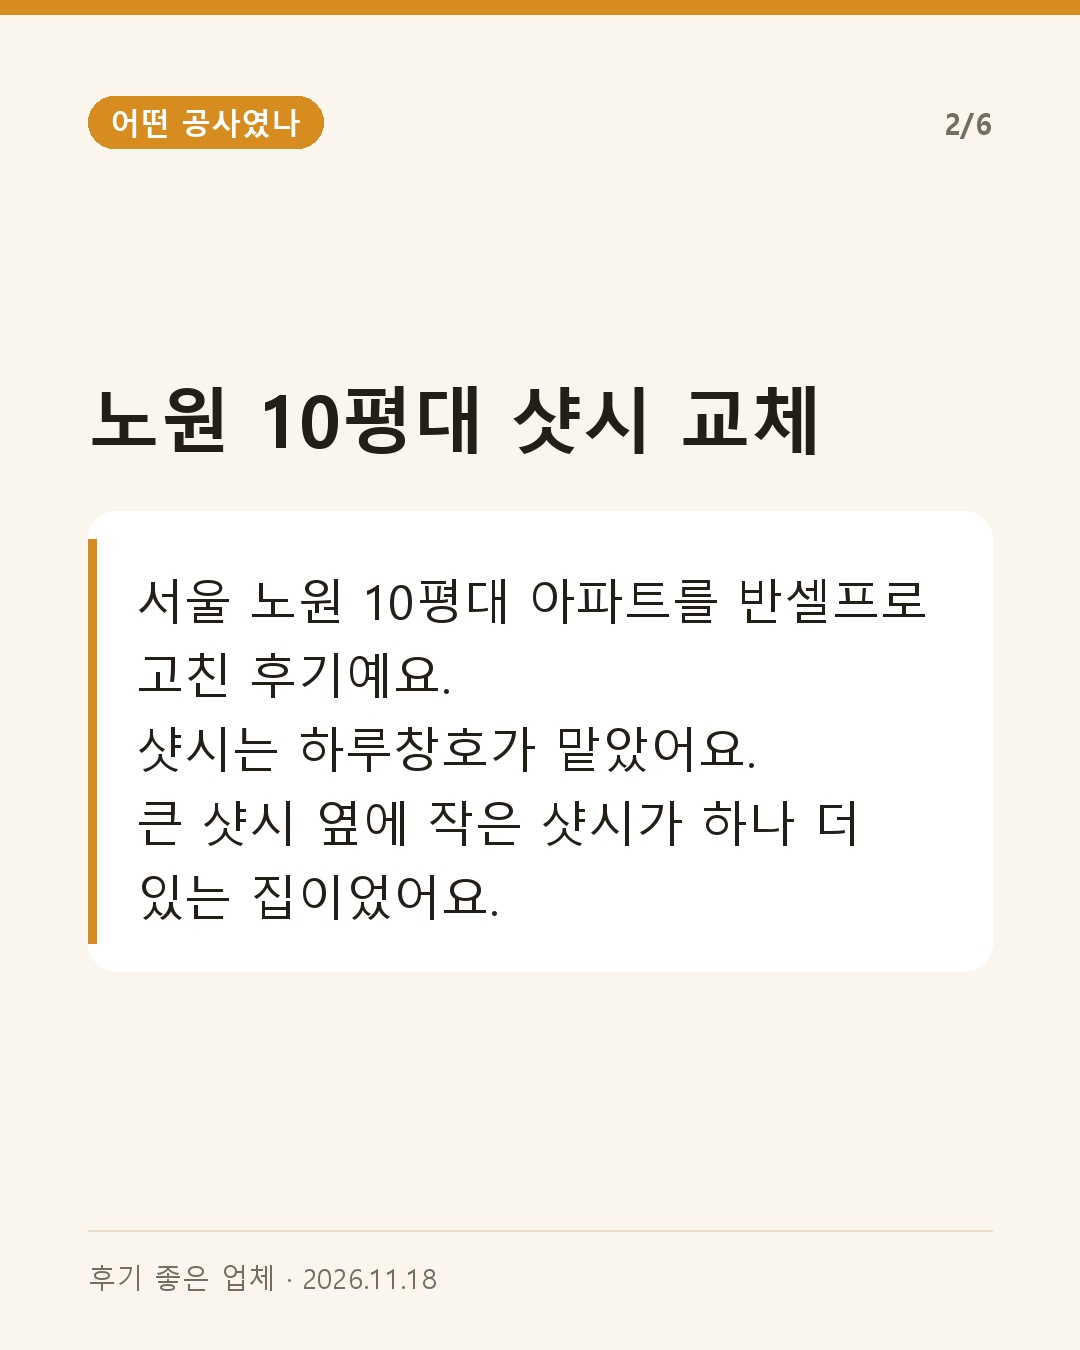 어떤 공사였나
2/6
노원 10평대 샷시 교체
서울 노원 10평대 아파트를 반셀프로
고친 후기예요.
샷시는 하루창호가 맡았어요.
큰 샷시 옆에 작은 샷시가 하나 더
있는 집이었어요.
후기 좋은 업체 · 2026.11.18